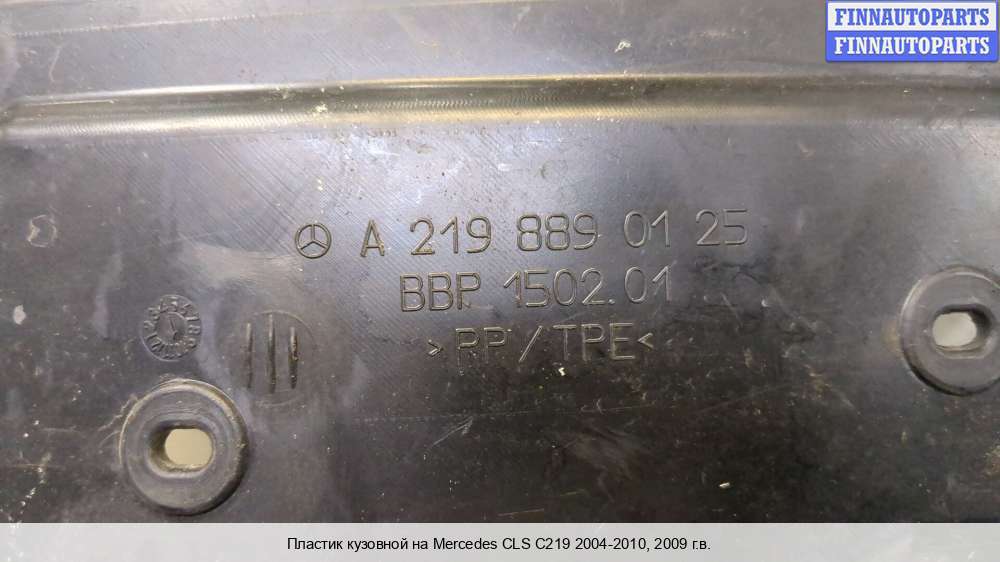 FINNAUTOPARTS
FINNAUTOPARTS
A 219 889 01 25
BBP 1502.01
>PP/TPE<
Пластик кузовной на Mercedes CLS C219 2004-2010, 2009 г.в.